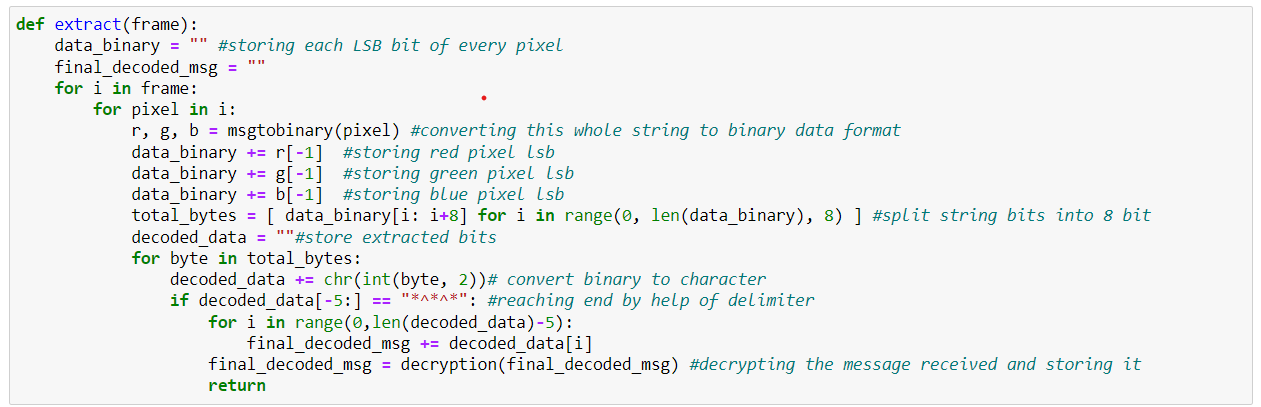 def extract(frame):
    data_binary = "" #storing each LSB bit of every pixel
    final_decoded_msg = ""
    for i in frame:
        for pixel in i:
            r, g, b = msgtobinary(pixel) #converting this whole string to binary data format
            data_binary += r[-1]  #storing red pixel lsb
            data_binary += g[-1]  #storing green pixel lsb
            data_binary += b[-1]  #storing blue pixel lsb
            total_bytes = [ data_binary[i: i+8] for i in range(0, len(data_binary), 8) ] #split string bits into 8 bit
            decoded_data = ""#store extracted bits
            for byte in total_bytes:
                decoded_data += chr(int(byte, 2))# convert binary to character
                if decoded_data[-5:] == "*^*^*": #reaching end by help of delimiter
                    for i in range(0,len(decoded_data)-5):
                        final_decoded_msg += decoded_data[i]
                    final_decoded_msg = decryption(final_decoded_msg) #decrypting the message received and storing it
                    return